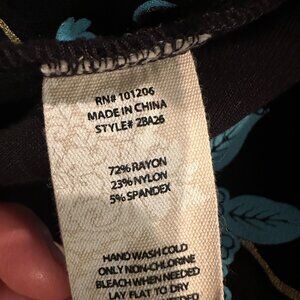 RN# 101206
MADE IN CHINA
STYLE# 2BA26
72% RAYON
23% NYLON
5% SPANDEX
HAND WASH COLD
ONLY NON-CHLORINE
BLEACH WHEN NEEDED
LAY FLAT TO DRY